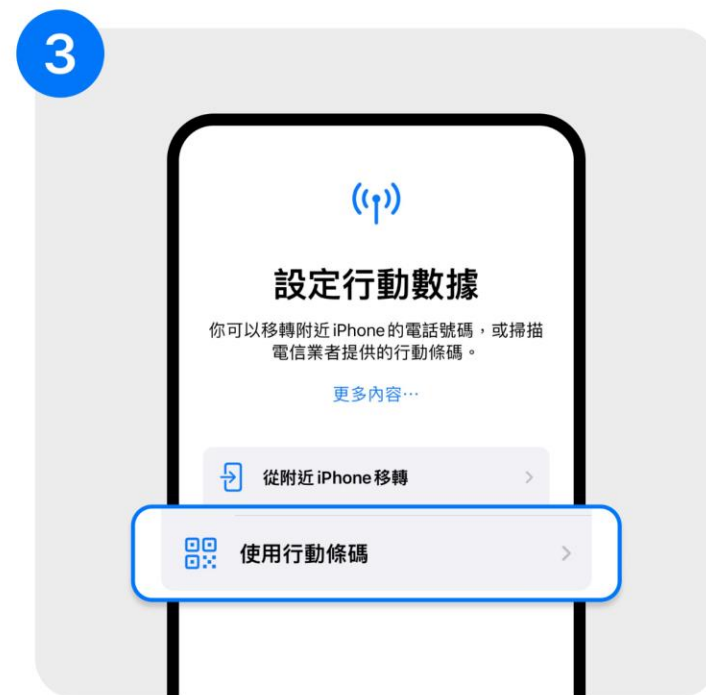 3
設定行動數據
你可以移轉附近 iPhone 的電話號碼，或掃描
電信業者提供的行動條碼。
更多內容⋯
從附近 iPhone 移轉
使用行動條碼